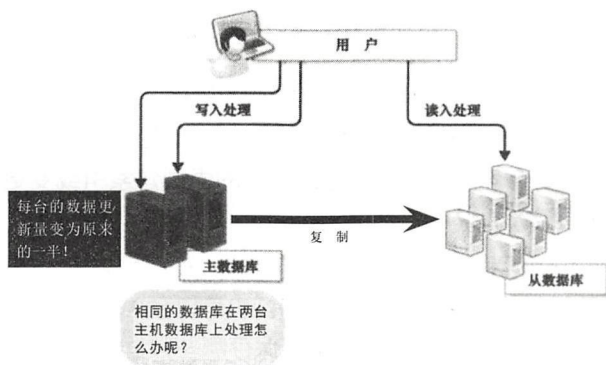 用 户
写入处理
读入处理
每台的数据更
新量变为原来
的一半!
复 制
主数据库
从数据库
相同的数据库在两台
主机数据库上处理怎
么办呢?